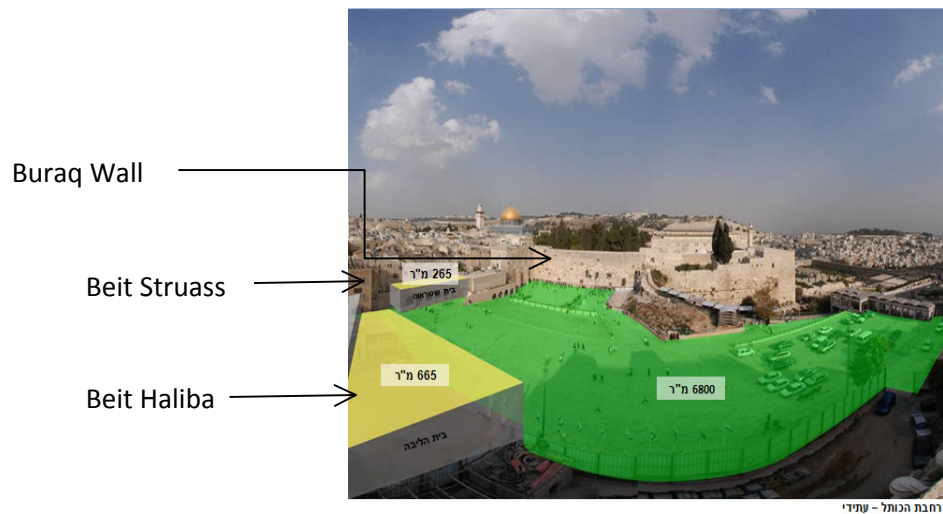 Buraq Wall
Beit Struass
Beit Haliba
265 מ"ר
בית שטראוס
665 מ"ר
6800 מ"ר
בית הליבה
רחבת הכותל – עתידי